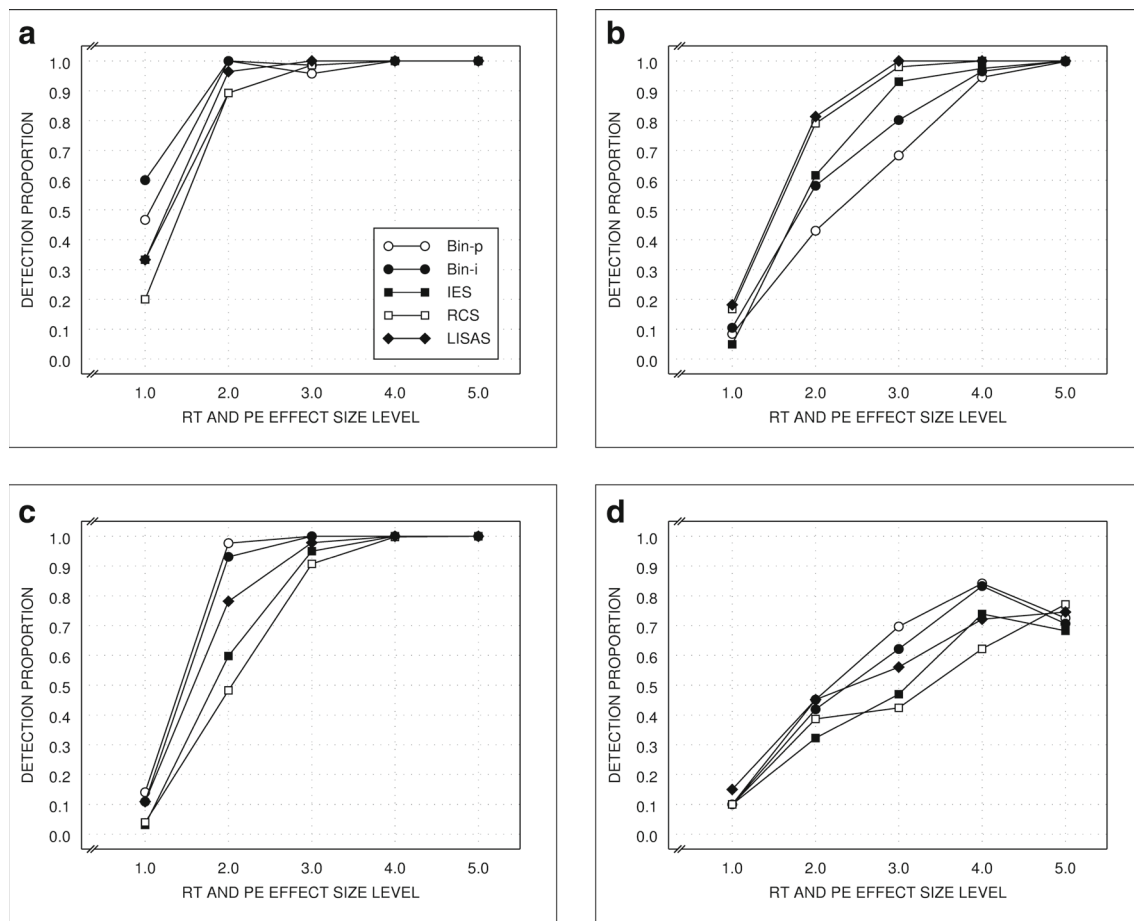 a
1.0
0.9
0.8
0.7
0.6
0.5
0.4
0.3
0.2
0.1
0.0
DETECTION PROPORTION
Bin-p
Bin-i
IES
RCS
LISAS
1.0 2.0 3.0 4.0 5.0
RT AND PE EFFECT SIZE LEVEL
b
1.0
0.9
0.8
0.7
0.6
0.5
0.4
0.3
0.2
0.1
0.0
DETECTION PROPORTION
1.0 2.0 3.0 4.0 5.0
RT AND PE EFFECT SIZE LEVEL
c
1.0
0.9
0.8
0.7
0.6
0.5
0.4
0.3
0.2
0.1
0.0
DETECTION PROPORTION
1.0 2.0 3.0 4.0 5.0
RT AND PE EFFECT SIZE LEVEL
d
1.0
0.9
0.8
0.7
0.6
0.5
0.4
0.3
0.2
0.1
0.0
DETECTION PROPORTION
1.0 2.0 3.0 4.0 5.0
RT AND PE EFFECT SIZE LEVEL